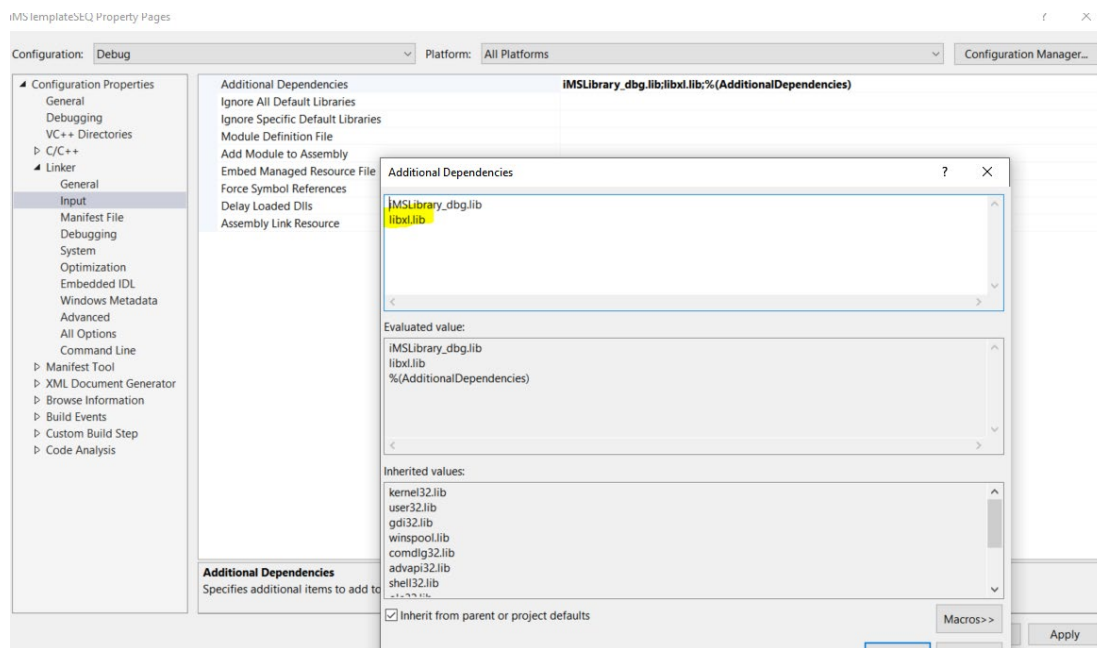 iMSTemplateSEQ Property Pages
? ×
Configuration: Debug Platform: All Platforms Configuration Manager...
Configuration Properties
General
Debugging
VC++ Directories
C/C++
Linker
General
Input
Manifest File
Debugging
System
Optimization
Embedded IDL
Windows Metadata
Advanced
All Options
Command Line
Manifest Tool
XML Document Generator
Browse Information
Build Events
Custom Build Step
Code Analysis
Additional Dependencies iMSLibrary_dbg.lib;libxl.lib;%(AdditionalDependencies)
Ignore All Default Libraries
Ignore Specific Default Libraries
Module Definition File
Add Module to Assembly
Embed Managed Resource File
Force Symbol References
Delay Loaded Dlls
Assembly Link Resource
Additional Dependencies
Specifies additional items to add to
Additional Dependencies ? ×
iMSLibrary_dbg.lib
libxl.lib
Evaluated value:
iMSLibrary_dbg.lib
libxl.lib
%(AdditionalDependencies)
Inherited values:
kernel32.lib
user32.lib
gdi32.lib
winspool.lib
comdlg32.lib
advapi32.lib
shell32.lib
Inherit from parent or project defaults
Macros>>
Apply